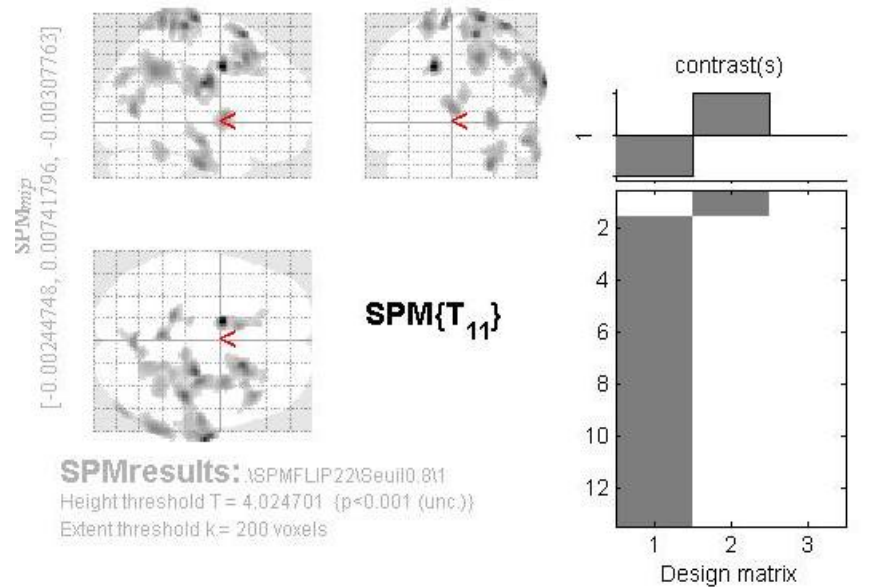 SPMmip
[-0.00244748, 0.00741796, -0.00307763]
<
<
<
SPM{T11}
SPMresults: .\SPMFLIP22\Seuil0.8\1
Height threshold T = 4.024701 {p<0.001 (unc.)}
Extent threshold k = 200 voxels
contrast(s)
1
2
4
6
8
10
12
1 2 3
Design matrix